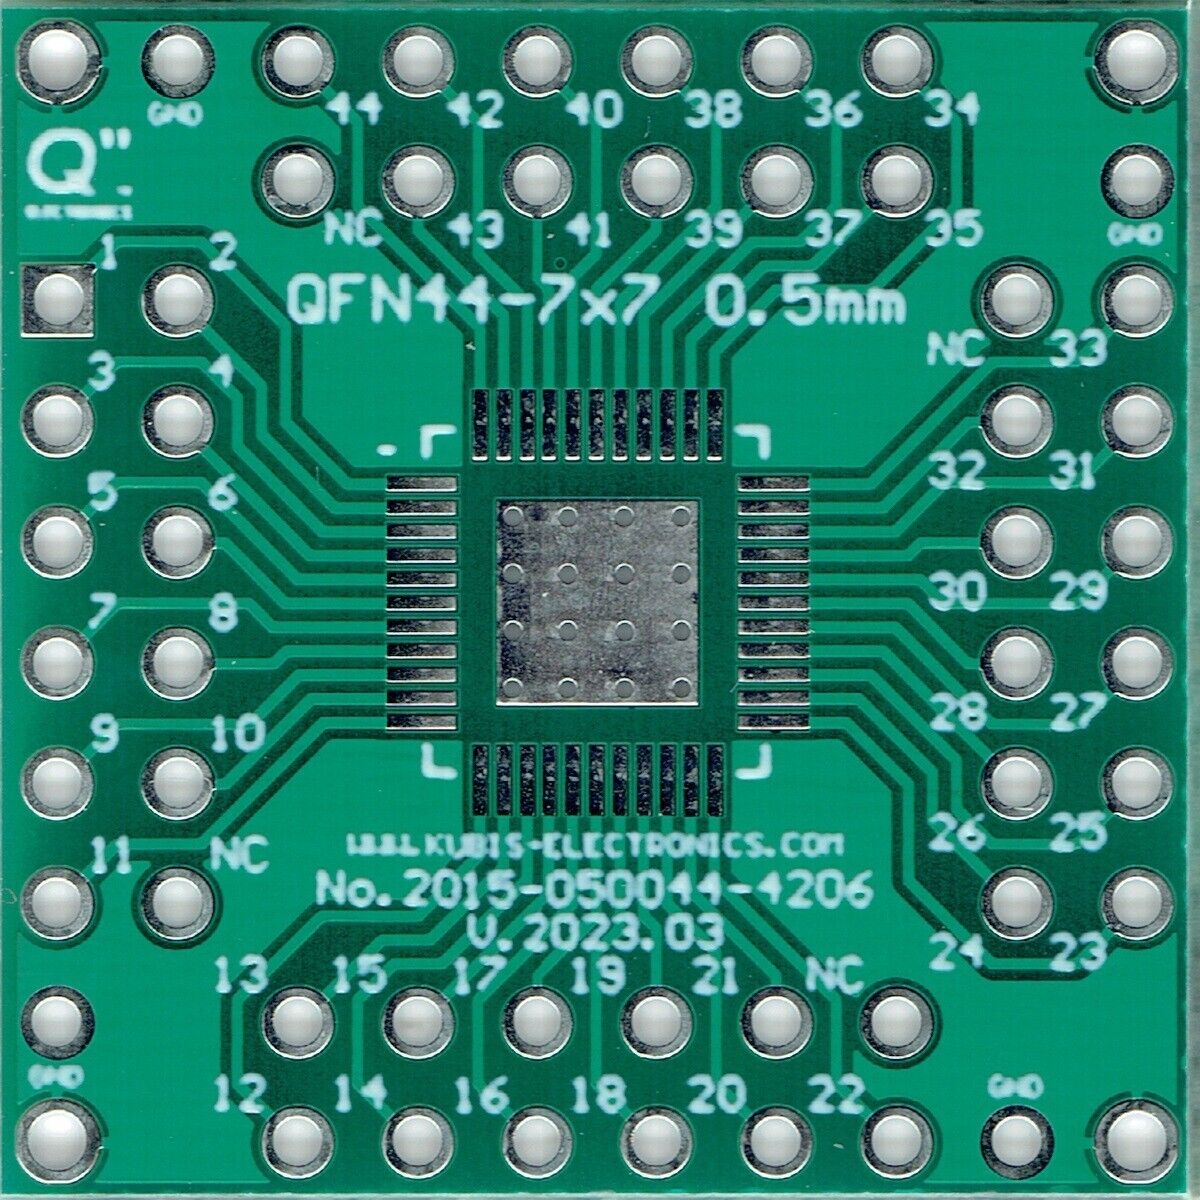 GND
44 42 40 38 36 34
Q"
ELECTRONICS
NC 43 41 39 37 35
GND
1 2
QFN44-7x7 0.5mm
NC 33
3 4
32 31
5 6
30 29
7 8
28 27
9 10
26 25
11 NC
WWW.KUBIS-ELECTRONICS.COM
No.2015-050044-4206
V.2023.03
24 23
13 15 17 19 21 NC
GND
GND
12 14 16 18 20 22